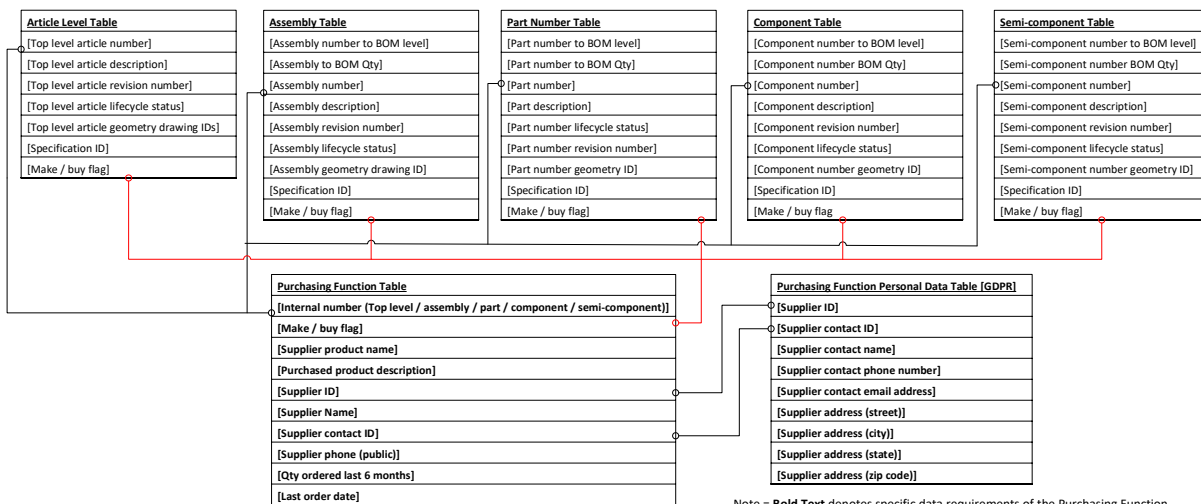 Article Level Table
[Top level article number]
[Top level article description]
[Top level article revision number]
[Top level article lifecycle status]
[Top level article geometry drawing IDs]
[Specification ID]
[Make / buy flag]
Assembly Table
[Assembly number to BOM level]
[Assembly to BOM Qty]
[Assembly number]
[Assembly description]
[Assembly revision number]
[Assembly lifecycle status]
[Assembly geometry drawing ID]
[Specification ID]
[Make / buy flag]
Part Number Table
[Part number to BOM level]
[Part number to BOM Qty]
[Part number]
[Part description]
[Part number lifecycle status]
[Part number revision number]
[Part number geometry ID]
[Specification ID]
[Make / buy flag]
Component Table
[Component number to BOM level]
[Component number BOM Qty]
[Component number]
[Component description]
[Component revision number]
[Component lifecycle status]
[Component number geometry ID]
[Specification ID]
[Make / buy flag
Semi-component Table
[Semi-component number to BOM level]
[Semi-component number BOM Qty]
[Semi-component number]
[Semi-component description]
[Semi-component revision number]
[Semi-component lifecycle status]
[Semi-component number geometry ID]
[Specification ID]
[Make / buy flag]
Purchasing Function Table
[Internal number (Top level / assembly / part / component / semi-component)]
[Make / buy flag]
[Supplier product name]
[Purchased product description]
[Supplier ID]
[Supplier Name]
[Supplier contact ID]
[Supplier phone (public)]
[Qty ordered last 6 months]
[Last order date]
Purchasing Function Personal Data Table [GDPR]
[Supplier ID]
[Supplier contact ID]
[Supplier contact name]
[Supplier contact phone number]
[Supplier contact email address]
[Supplier address (street)]
[Supplier address (city)]
[Supplier address (state)]
[Supplier address (zip code)]
Note = Bold Text denotes specific data requirements of the Purchasing Function